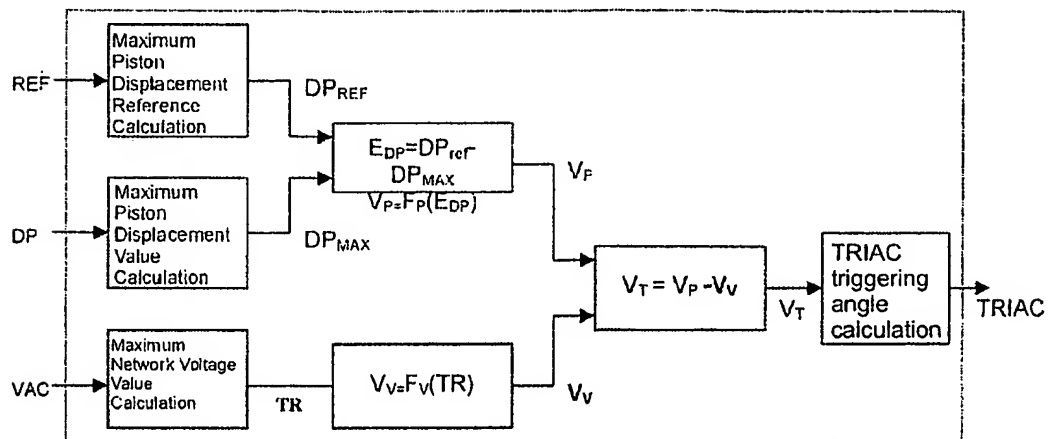 REF
Maximum
Piston
Displacement
Reference
Calculation
DP_REF
E_DP=DP_ref-
DP_MAX
V_P=F_P(E_DP)
V_P
DP
Maximum
Piston
Displacement
Value
Calculation
DP_MAX
V_T = V_P -V_V
V_T
TRIAC
triggering
angle
calculation
TRIAC
VAC
Maximum
Network Voltage
Value
Calculation
TR
V_V=F_V(TR)
V_V